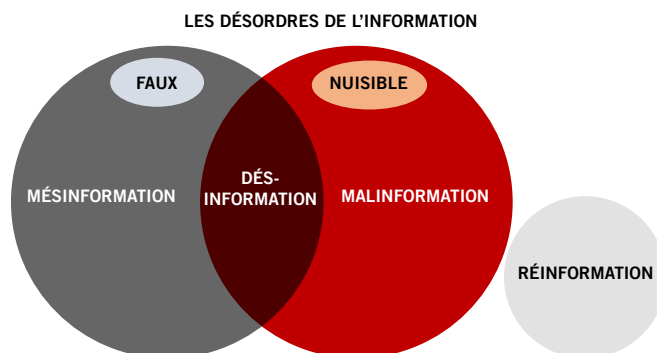 LES DÉSORDRES DE L'INFORMATION
FAUX
NUISIBLE
MÉSINFORMATION
DÉS-
INFORMATION
MALINFORMATION
RÉINFORMATION